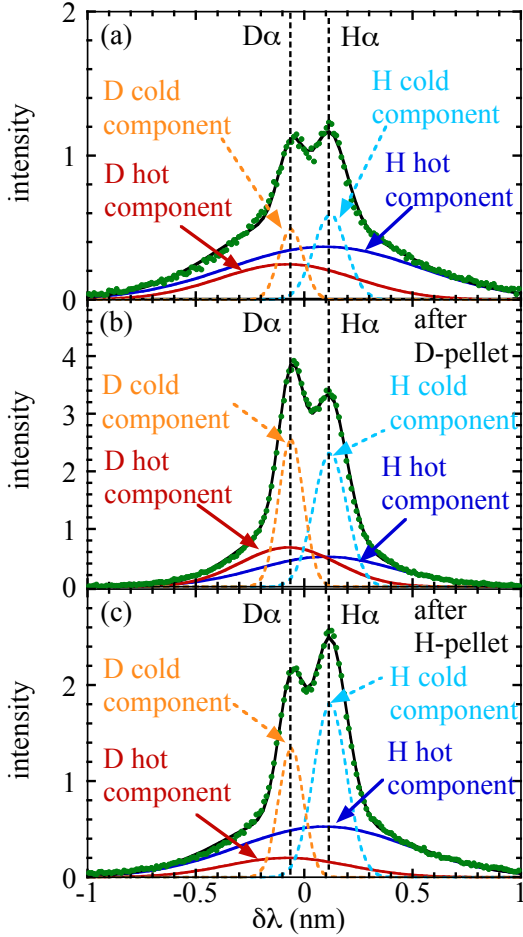 2
(a)
Dα
Hα
D cold
component
H cold
component
D hot
component
H hot
component
intensity
1
0
(b)
Dα
Hα
after
D-pellet
4
D cold
component
H cold
component
3
D hot
component
H hot
component
intensity
2
1
0
(c)
Dα
Hα
after
H-pellet
D cold
component
H cold
component
2
D hot
component
H hot
component
intensity
1
0
-1
-0.5
0
0.5
1
δλ (nm)